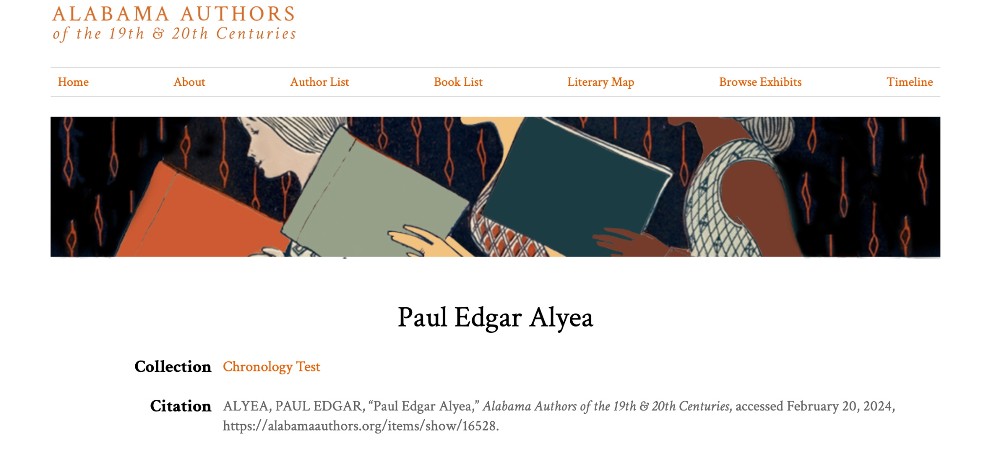 ALABAMA AUTHORS
of the 19th & 20th Centuries
Home About Author List Book List Literary Map Browse Exhibits Timeline
Paul Edgar Alyea
Collection Chronology Test
Citation ALYEA, PAUL EDGAR, “Paul Edgar Alyea,” Alabama Authors of the 19th & 20th Centuries, accessed February 20, 2024,
https://alabamaauthors.org/items/show/16528.